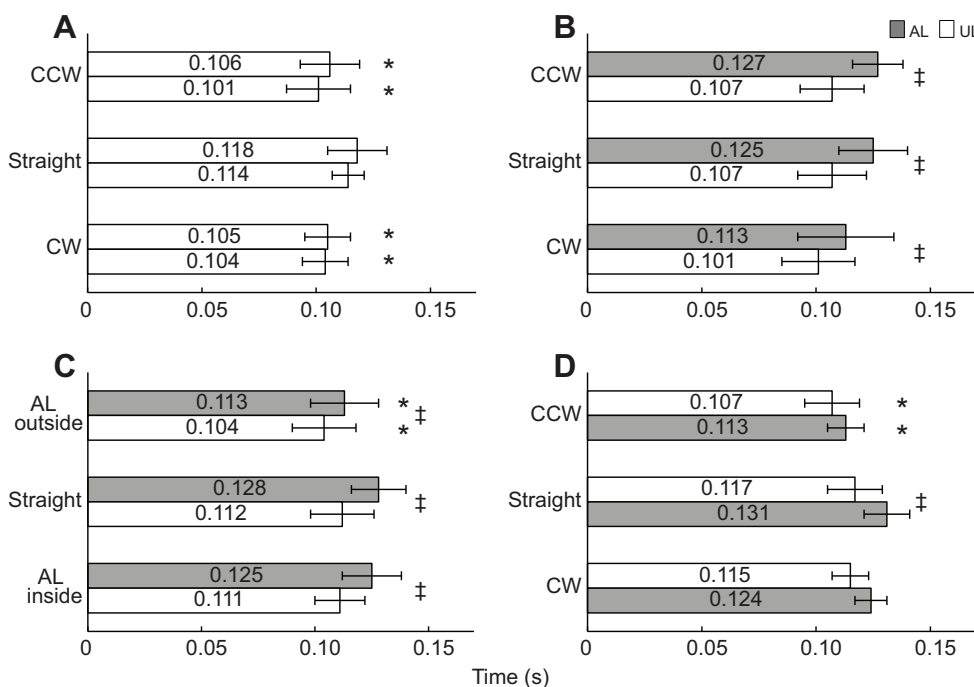 A
CCW
0.106
*
0.101
*
Straight
0.118
0.114
CW
0.105
*
0.104
*
0 0.05 0.10 0.15
B
AL UL
CCW
0.127
‡
0.107
Straight
0.125
‡
0.107
CW
0.113
‡
0.101
0 0.05 0.10 0.15
C
AL
outside
0.113
*
‡
0.104
*
Straight
0.128
‡
0.112
AL
inside
0.125
‡
0.111
0 0.05 0.10 0.15
D
CCW
0.107
*
0.113
*
Straight
0.117
‡
0.131
CW
0.115
0.124
0 0.05 0.10 0.15
Time (s)